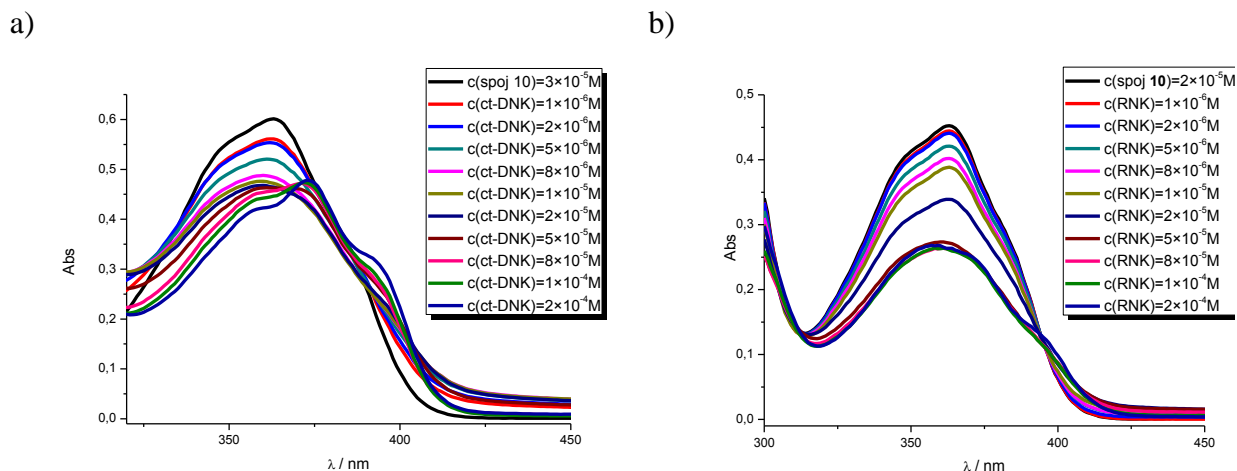 a)
Abs
0,6
0,5
0,4
0,3
0,2
0,1
0,0
350
400
450
λ / nm
c(spoj 10)=3×10⁻⁵M
c(ct-DNK)=1×10⁻⁶M
c(ct-DNK)=2×10⁻⁶M
c(ct-DNK)=5×10⁻⁶M
c(ct-DNK)=8×10⁻⁶M
c(ct-DNK)=1×10⁻⁵M
c(ct-DNK)=2×10⁻⁵M
c(ct-DNK)=5×10⁻⁵M
c(ct-DNK)=8×10⁻⁵M
c(ct-DNK)=1×10⁻⁴M
c(ct-DNK)=2×10⁻⁴M
b)
Abs
0,5
0,4
0,3
0,2
0,1
0,0
300
350
400
450
λ / nm
c(spoj 10)=2×10⁻⁵M
c(RNK)=1×10⁻⁶M
c(RNK)=2×10⁻⁶M
c(RNK)=5×10⁻⁶M
c(RNK)=8×10⁻⁶M
c(RNK)=1×10⁻⁵M
c(RNK)=2×10⁻⁵M
c(RNK)=5×10⁻⁵M
c(RNK)=8×10⁻⁵M
c(RNK)=1×10⁻⁴M
c(RNK)=2×10⁻⁴M